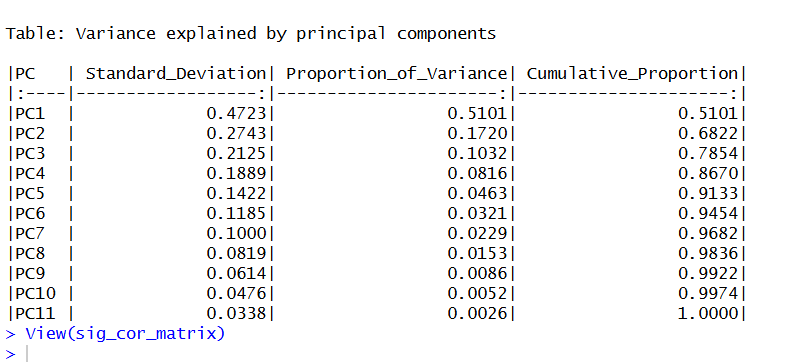 Table: Variance explained by principal components
|PC   | Standard_Deviation| Proportion_of_Variance| Cumulative_Proportion|
|:----|------------------:|----------------------:|---------------------:|
|PC1  |             0.4723|                 0.5101|                0.5101|
|PC2  |             0.2743|                 0.1720|                0.6822|
|PC3  |             0.2125|                 0.1032|                0.7854|
|PC4  |             0.1889|                 0.0816|                0.8670|
|PC5  |             0.1422|                 0.0463|                0.9133|
|PC6  |             0.1185|                 0.0321|                0.9454|
|PC7  |             0.1000|                 0.0229|                0.9682|
|PC8  |             0.0819|                 0.0153|                0.9836|
|PC9  |             0.0614|                 0.0086|                0.9922|
|PC10 |             0.0476|                 0.0052|                0.9974|
|PC11 |             0.0338|                 0.0026|                1.0000|
> View(sig_cor_matrix)
>